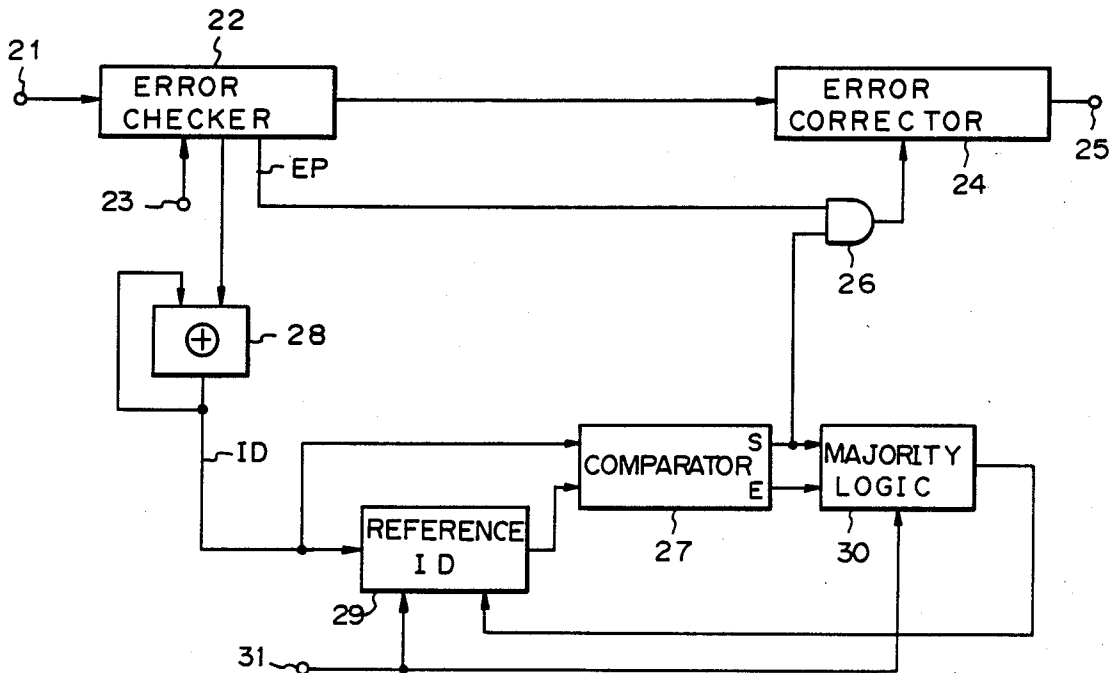 22
21
ERROR
CHECKER
ERROR
CORRECTOR
25
24
EP
23
26
28
ID
COMPARATOR
S
E
MAJORITY
LOGIC
REFERENCE
ID
27
30
29
31